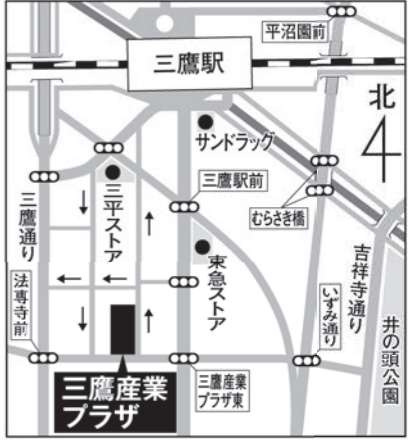 平沼園前
三鷹駅
北
サンドラッグ
三鷹駅前
むらさき橋
三平ストア
三鷹通り
東急ストア
吉祥寺通り
法専寺前
いずみ通り
井の頭公園
三鷹産業
プラザ
三鷹産業
プラザ東